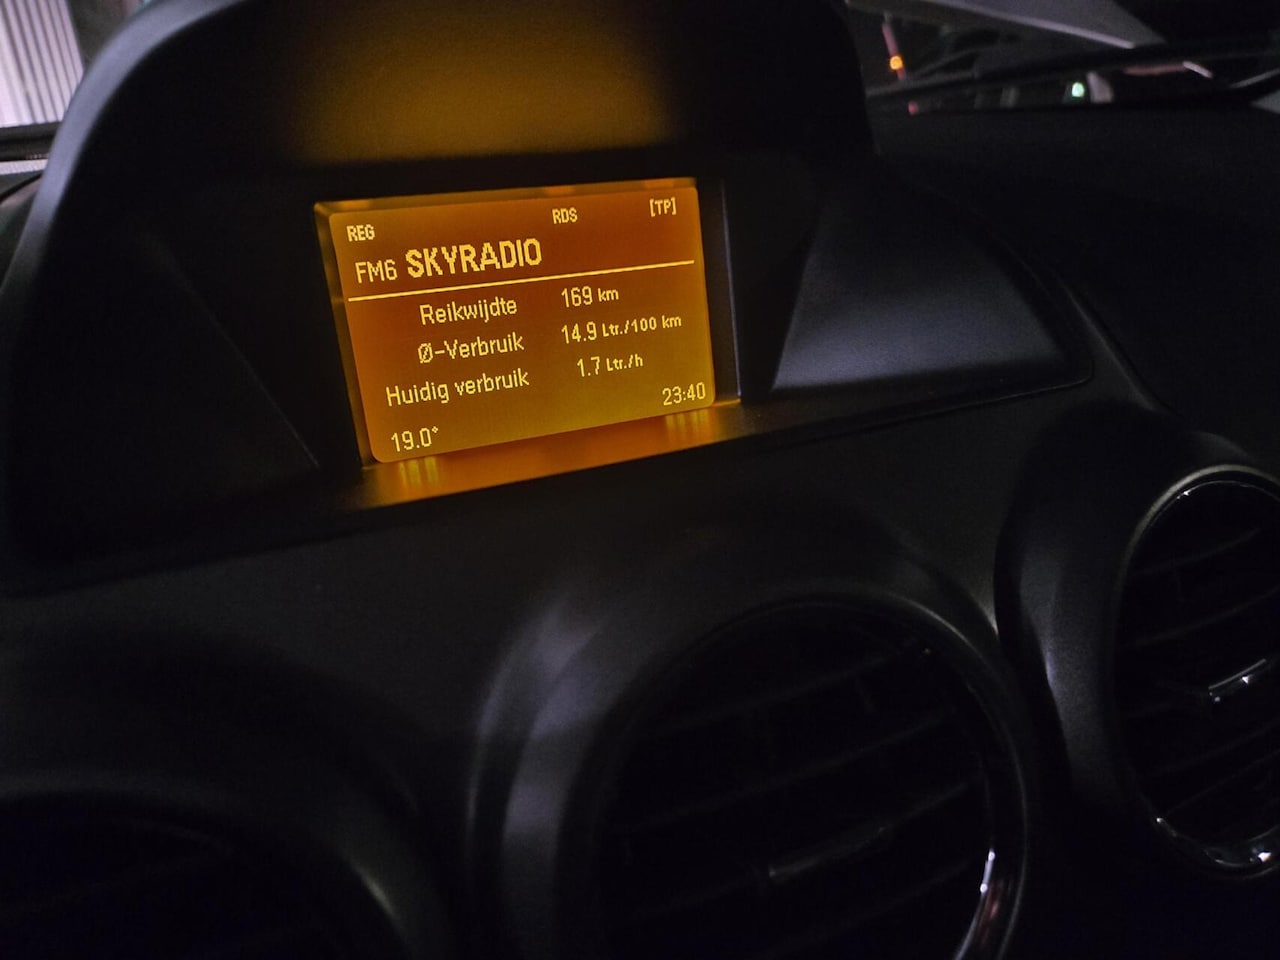 REG RDS [TP]
FM6 SKYRADIO
Reikwijdte 169 km
Ø-Verbruik 14.9 Ltr./100 km
Huidig verbruik 1.7 Ltr./h
19.0° 23:40